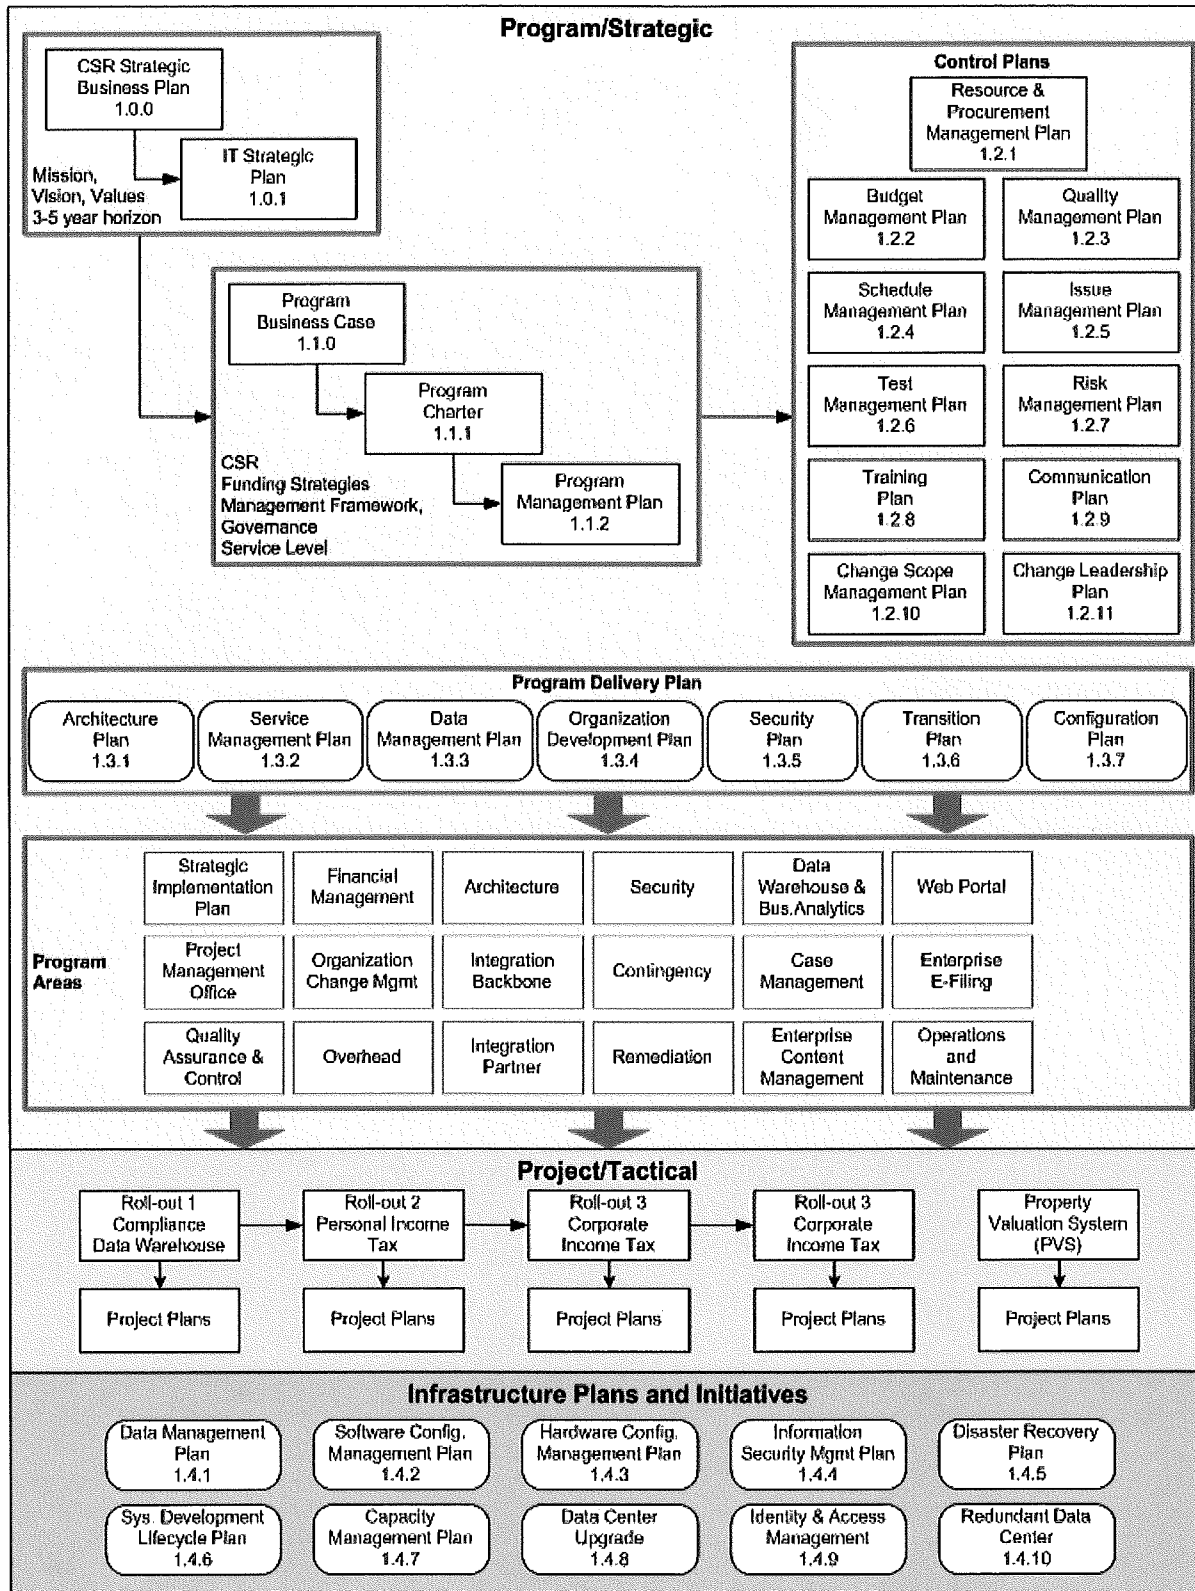 Program/Strategic
CSR Strategic
Business Plan
1.0.0
IT Strategic
Plan
1.0.1
Mission,
Vision, Values
3-5 year horizon
Program
Business Case
1.1.0
Program
Charter
1.1.1
Program
Management Plan
1.1.2
CSR
Funding Strategies
Management Framework,
Governance
Service Level
Control Plans
Resource &
Procurement
Management Plan
1.2.1
Budget
Management Plan
1.2.2
Quality
Management Plan
1.2.3
Schedule
Management Plan
1.2.4
Issue
Management Plan
1.2.5
Test
Management Plan
1.2.6
Risk
Management Plan
1.2.7
Training
Plan
1.2.8
Communication
Plan
1.2.9
Change Scope
Management Plan
1.2.10
Change Leadership
Plan
1.2.11
Program Delivery Plan
Architecture
Plan
1.3.1
Service
Management Plan
1.3.2
Data
Management Plan
1.3.3
Organization
Development Plan
1.3.4
Security
Plan
1.3.5
Transition
Plan
1.3.6
Configuration
Plan
1.3.7
Program
Areas
Strategic
Implementation
Plan
Financial
Management
Architecture
Security
Data
Warehouse &
Bus.Analytics
Web Portal
Project
Management
Office
Organization
Change Mgmt
Integration
Backbone
Contingency
Case
Management
Enterprise
E-Filing
Quality
Assurance &
Control
Overhead
Integration
Partner
Remediation
Enterprise
Content
Management
Operations
and
Maintenance
Project/Tactical
Roll-out 1
Compliance
Data Warehouse
Roll-out 2
Personal Income
Tax
Roll-out 3
Corporate
Income Tax
Roll-out 3
Corporate
Income Tax
Property
Valuation System
(PVS)
Project Plans
Project Plans
Project Plans
Project Plans
Project Plans
Infrastructure Plans and Initiatives
Data Management
Plan
1.4.1
Software Config.
Management Plan
1.4.2
Hardware Config.
Management Plan
1.4.3
Information
Security Mgmt Plan
1.4.4
Disaster Recovery
Plan
1.4.5
Sys. Development
Lifecycle Plan
1.4.6
Capacity
Management Plan
1.4.7
Data Center
Upgrade
1.4.8
Identity & Access
Management
1.4.9
Redundant Data
Center
1.4.10